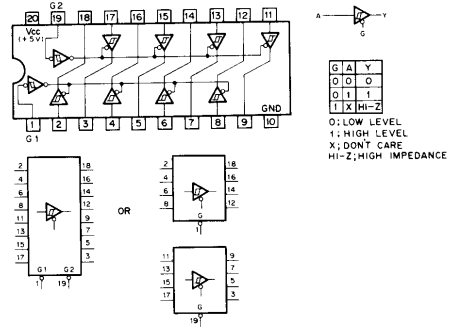 G2
20 19 18 17 16 15 14 13 12 11
Vcc
(+5V)
GND
1 2 3 4 5 6 7 8 9 10
G1
A Y
G
G A Y
0 0 0
0 1 1
1 X Hi-Z
0; LOW LEVEL
1; HIGH LEVEL
X; DON'T CARE
HI-Z; HIGH IMPEDANCE
2 18
4 16
6 14
8 12
11 9
13 7
15 5
17 3
G1 G2
1 19
OR
2 18
4 16
6 14
8 12
G
1
11 9
13 7
15 5
17 3
G
19